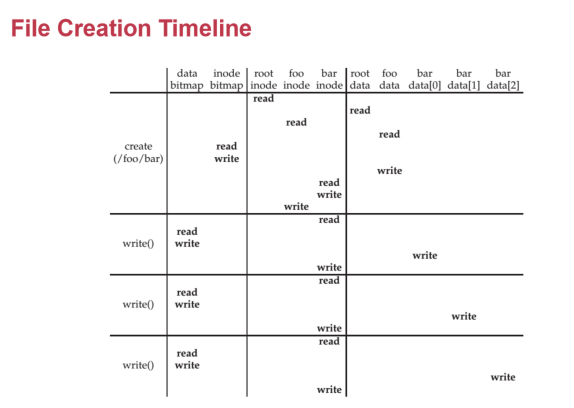 File Creation Timeline
data inode root foo bar root foo bar bar bar
bitmap bitmap inode inode inode data data data[0] data[1] data[2]
read
read
read
read
create read
(/foo/bar) write
write
read
write
write
read
read
write() write
write
write
read
read
write() write
write
write
read
read
write() write
write
write